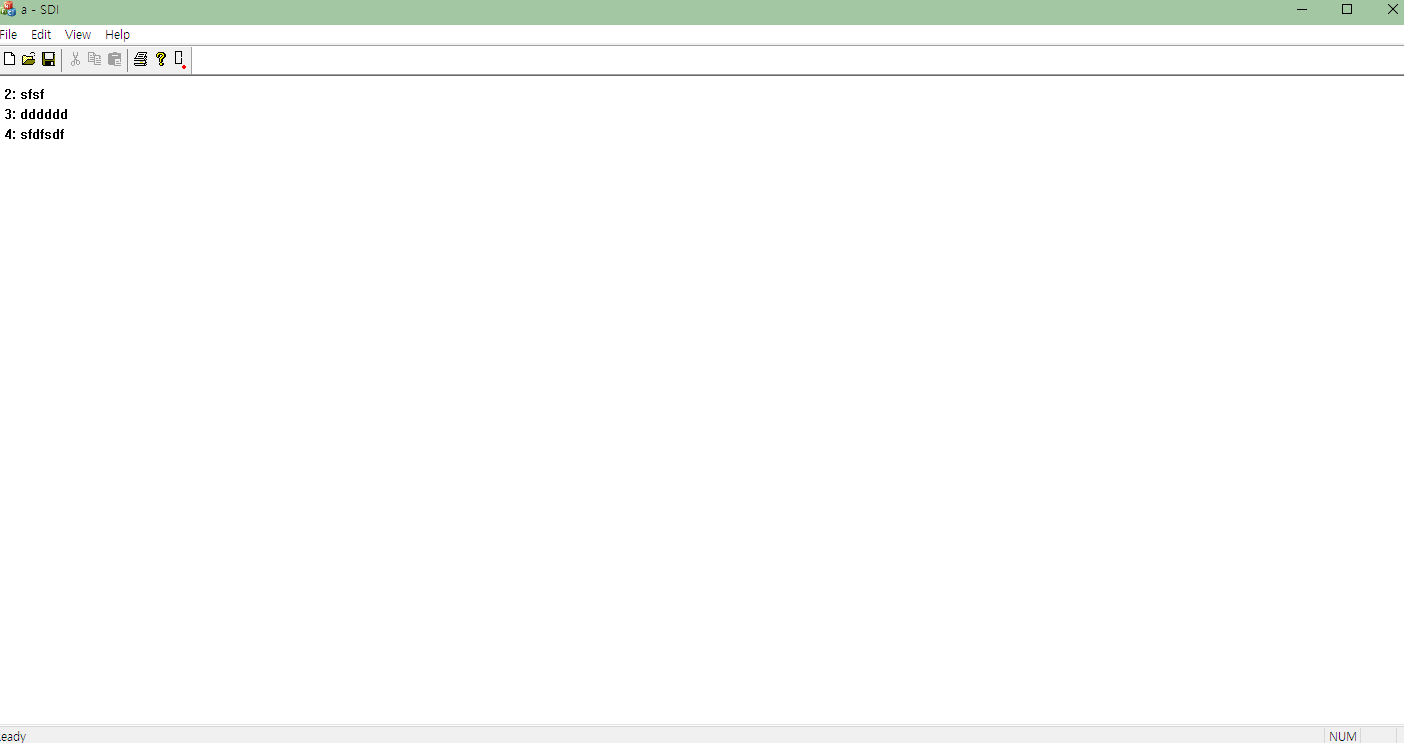 a - SDI
File Edit View Help
2: sfsf
3: dddddd
4: sfdfsdf
eady NUM